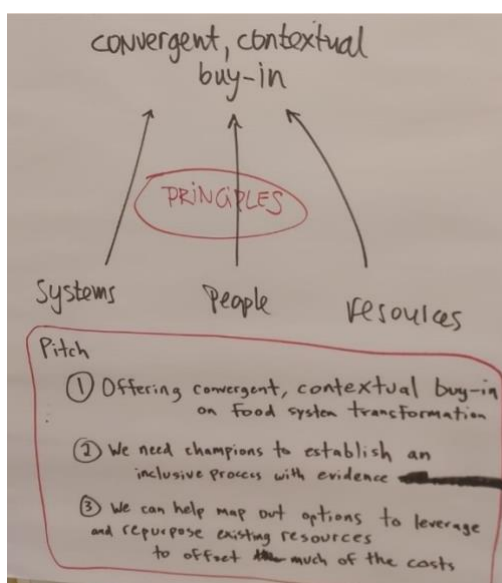 convergent, contextual
buy-in
PRINCIPLES
Systems People resources
Pitch
① Offering convergent, contextual buy-in
on Food system transformation
② We need champions to establish an
inclusive process with evidence
③ We can help map out options to leverage
and repurpose existing resources
to offset much of the costs